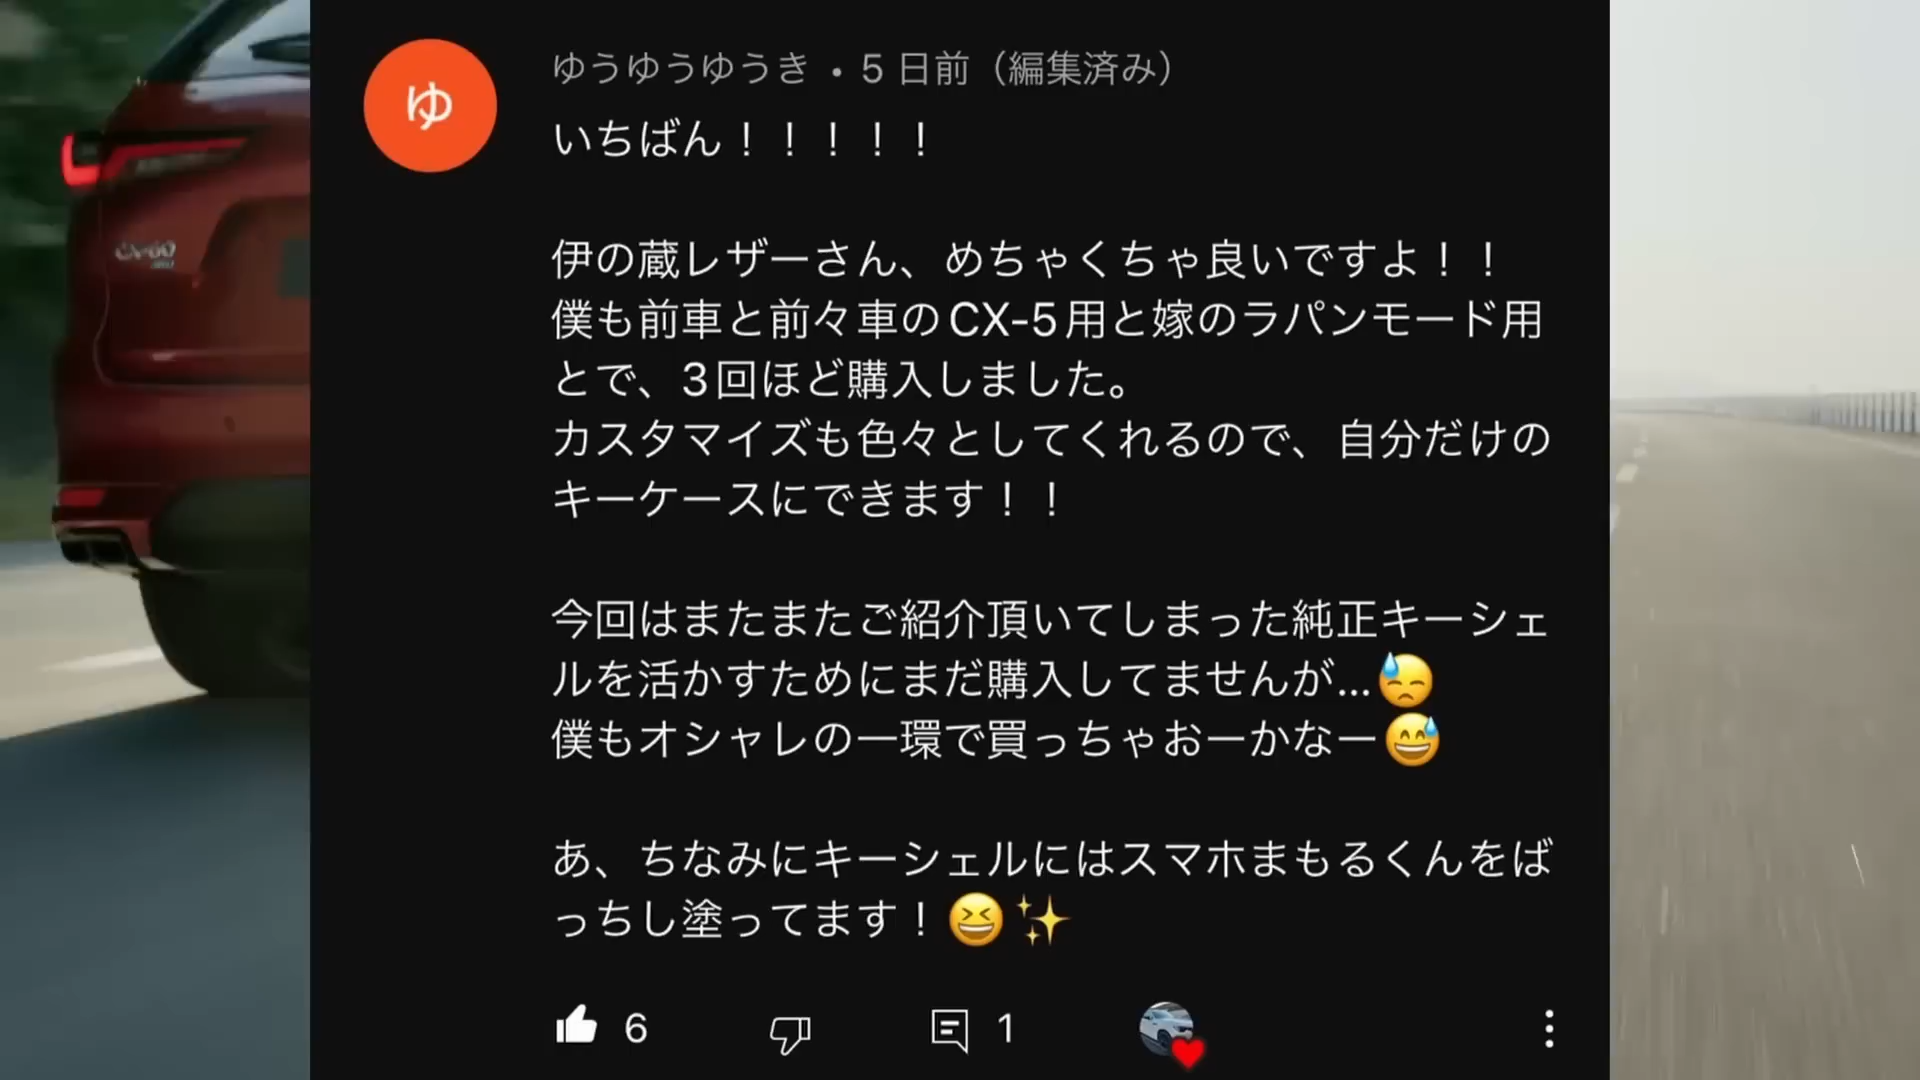 ゆうゆうゆうき • 5 日前（編集済み）
ゆ
いちばん！！！！！
伊の蔵レザーさん、めちゃくちゃ良いですよ！！
僕も前車と前々車のCX-5用と嫁のラパンモード用
とで、3回ほど購入しました。
カスタマイズも色々としてくれるので、自分だけの
キーケースにできます！！
今回はまたまたご紹介頂いてしまった純正キーシェ
ルを活かすためにまだ購入してませんが...😓
僕もオシャレの一環で買っちゃおーかなー😅
あ、ちなみにキーシェルにはスマホまもるくんをば
っちし塗ってます！😆✨
6
1
CX-60